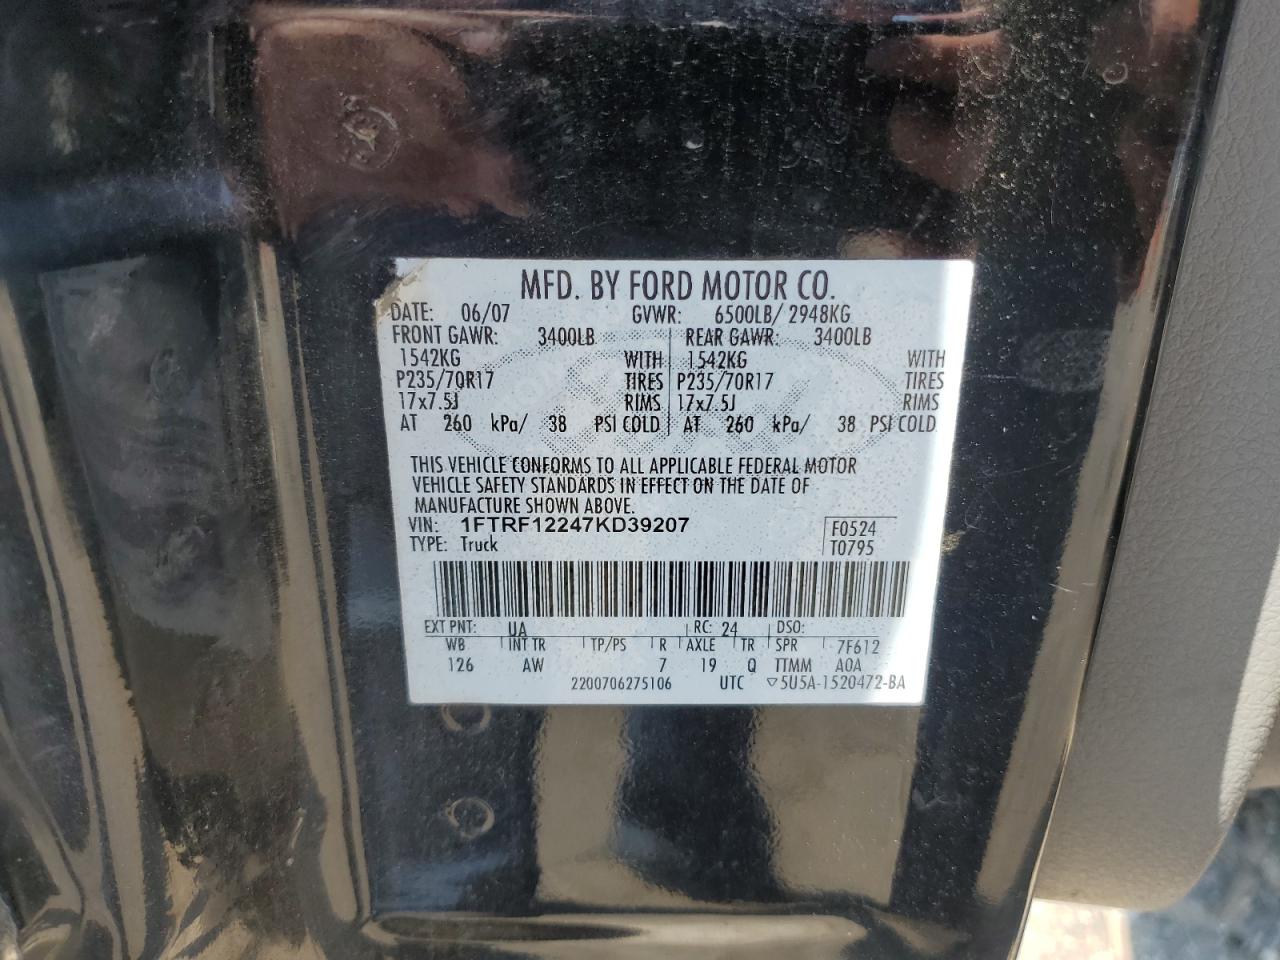 MFD. BY FORD MOTOR CO.
DATE: 06/07 GVWR: 6500LB/ 2948KG
FRONT GAWR: 3400LB REAR GAWR: 3400LB
1542KG WITH 1542KG WITH
P235/70R17 TIRES P235/70R17 TIRES
17x7.5J RIMS 17x7.5J RIMS
AT 260 kPa/ 38 PSI COLD AT 260 kPa/ 38 PSI COLD
THIS VEHICLE CONFORMS TO ALL APPLICABLE FEDERAL MOTOR
VEHICLE SAFETY STANDARDS IN EFFECT ON THE DATE OF
MANUFACTURE SHOWN ABOVE.
VIN: 1FTRF12247KD39207 F0524
TYPE: Truck T0795
EXT PNT: UA RC: 24 DSO:
WB INT TR TP/PS R AXLE TR SPR 7F612
126 AW 7 19 Q TTMM A0A
2200706275106 UTC ▽5U5A-1520472-BA